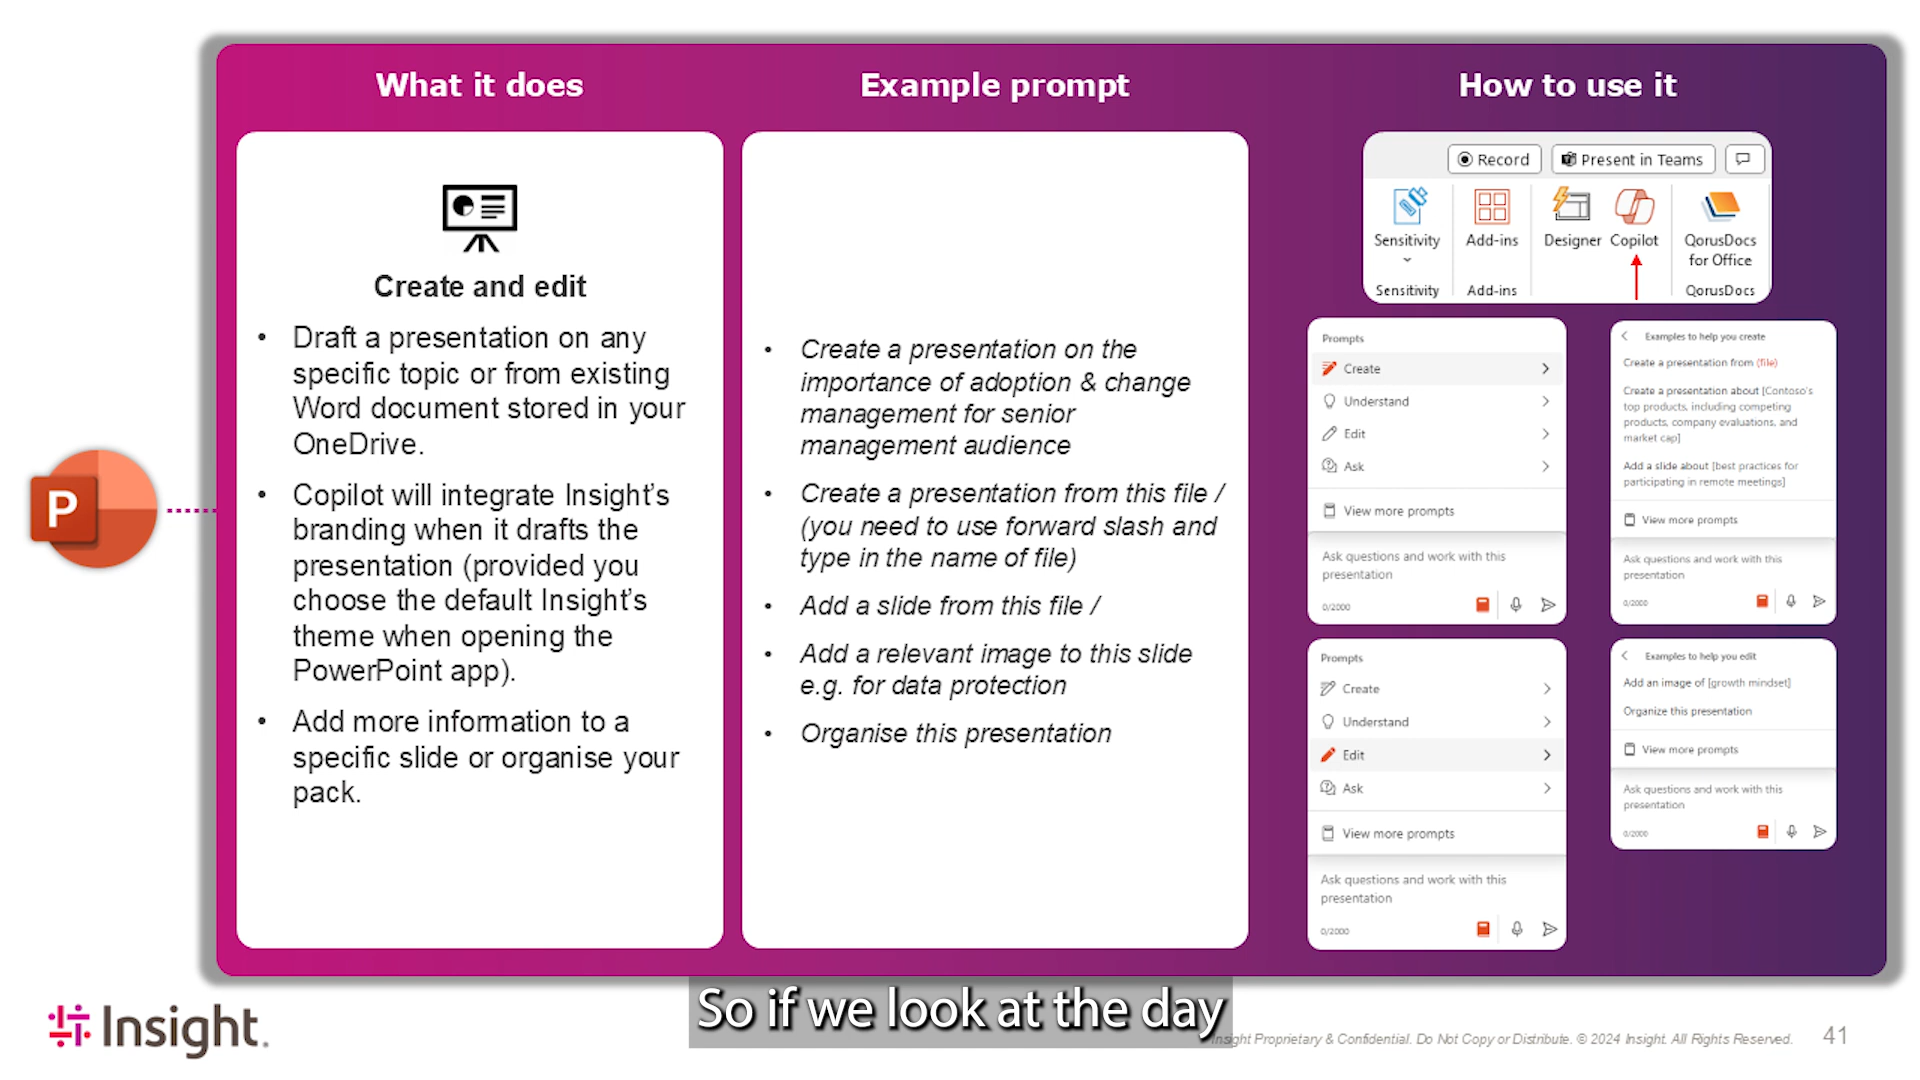 What it does
Create and edit
• Draft a presentation on any
specific topic or from existing
Word document stored in your
OneDrive.
• Copilot will integrate Insight's
branding when it drafts the
presentation (provided you
choose the default Insight's
theme when opening the
PowerPoint app).
• Add more information to a
specific slide or organise your
pack.
Example prompt
• Create a presentation on the
importance of adoption & change
management for senior
management audience
• Create a presentation from this file /
(you need to use forward slash and
type in the name of file)
• Add a slide from this file /
• Add a relevant image to this slide
e.g. for data protection
• Organise this presentation
How to use it
Record
Present in Teams
Sensitivity
Add-ins
Designer
Copilot
QorusDocs
for Office
Sensitivity
Add-ins
QorusDocs
Prompts
Create
Understand
Edit
Ask
View more prompts
Ask questions and work with this
presentation
0/2000
Examples to help you create
Create a presentation from (file)
Create a presentation about [Contoso's
top products, including competing
products, company evaluations, and
market cap]
Add a slide about [best practices for
participating in remote meetings]
View more prompts
Ask questions and work with this
presentation
0/2000
Prompts
Create
Understand
Edit
Ask
View more prompts
Ask questions and work with this
presentation
0/2000
Examples to help you edit
Add an image of [growth mindset]
Organize this presentation
View more prompts
Ask questions and work with this
presentation
0/2000
P
So if we look at the day
Insight.
Insight Proprietary & Confidential. Do Not Copy or Distribute. © 2024 Insight. All Rights Reserved.
41